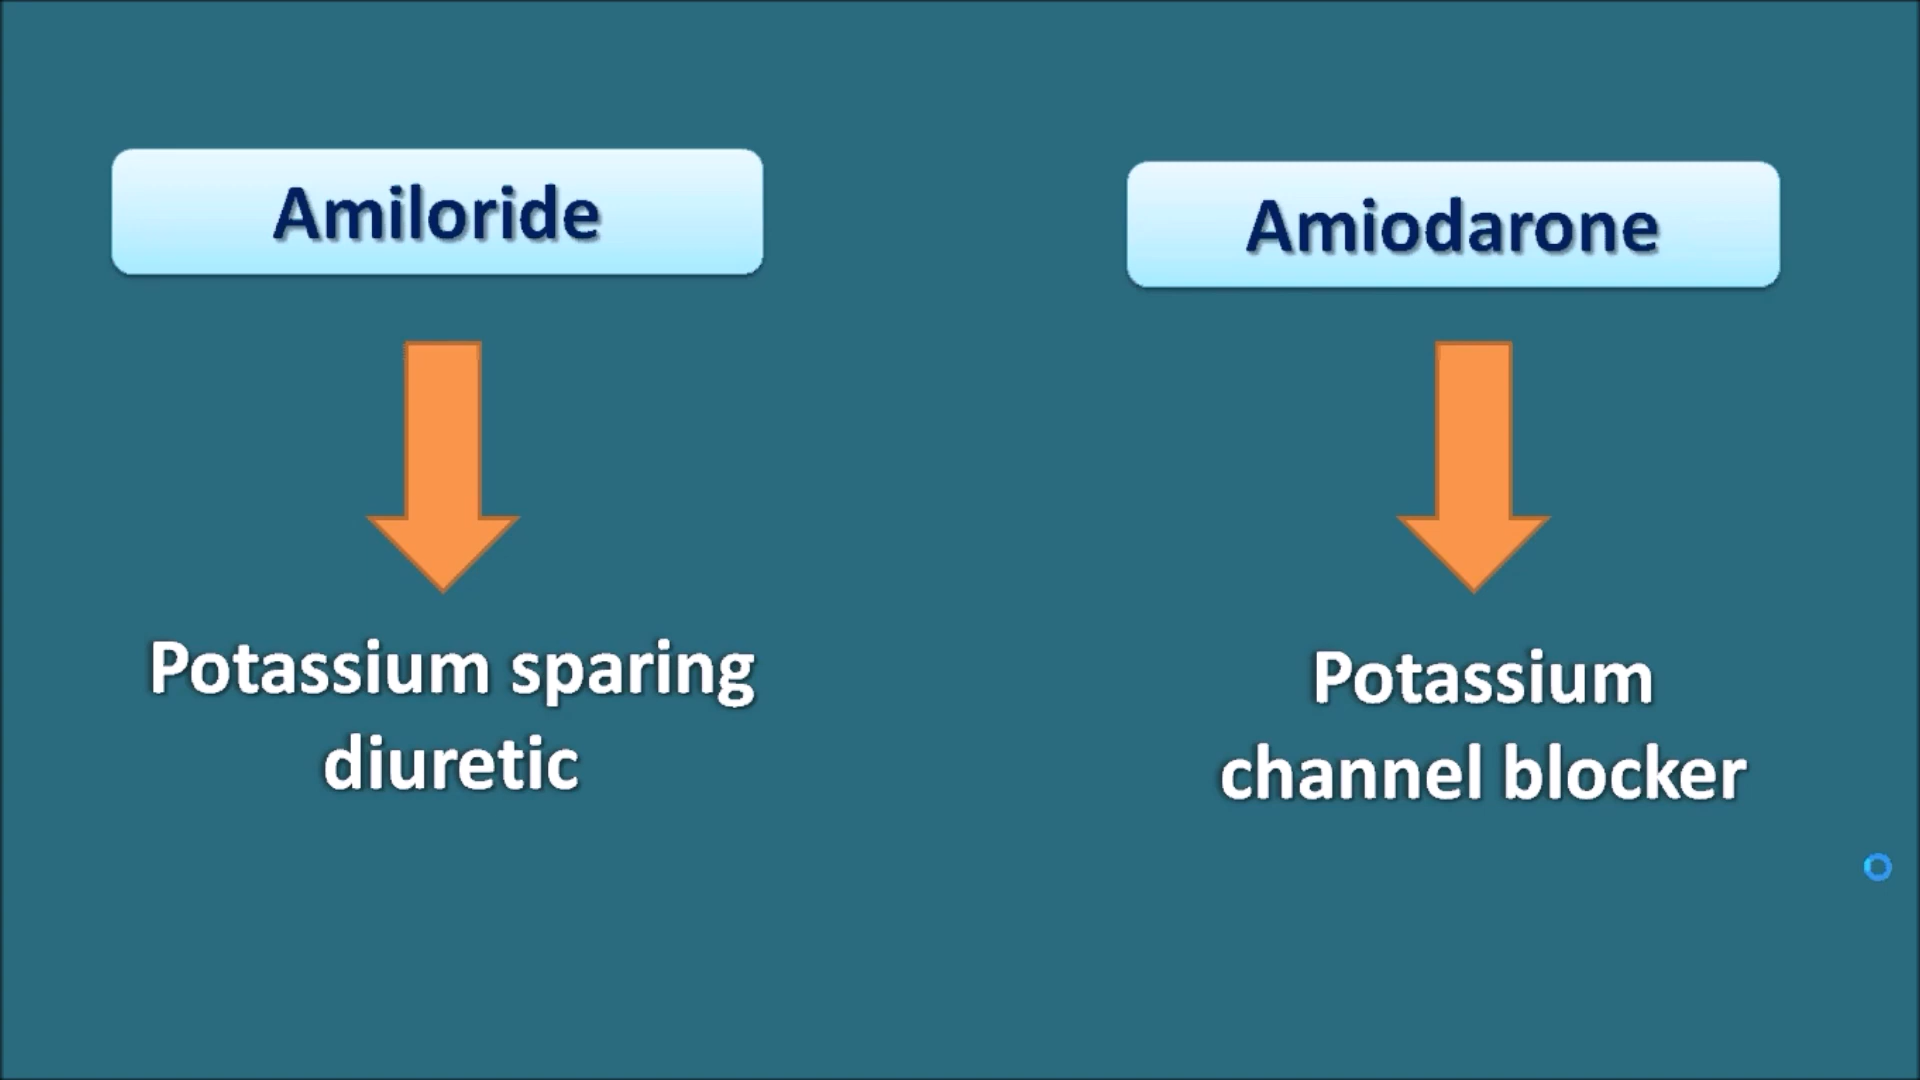 Amiloride
Amiodarone
Potassium sparing
diuretic
Potassium
channel blocker